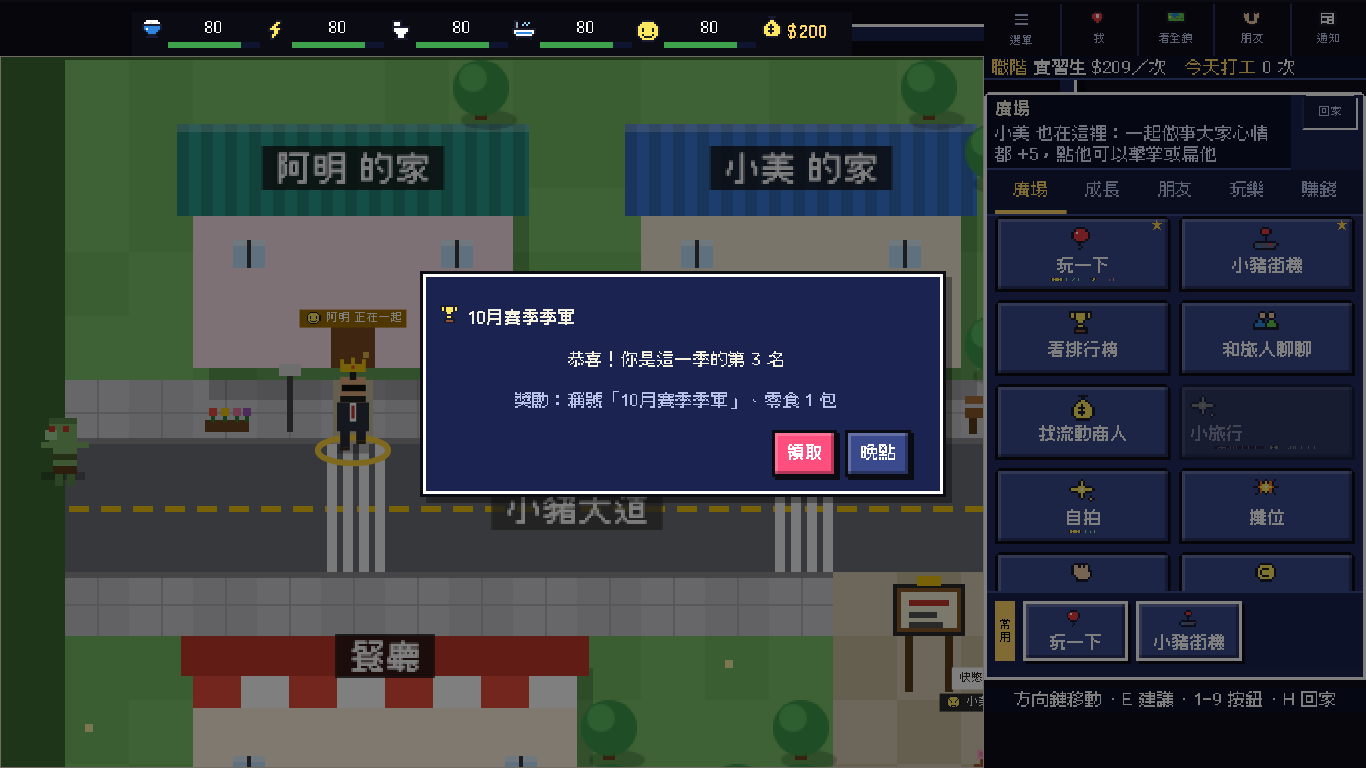 80 80 80 80 80 $200
選單 我 看全鎮 朋友 通知
職階 實習生 $209／次 今天打工 0 次
廣場
回家
小美 也在這裡：一起做事大家心情
都 +5，點他可以擊掌或扁他
廣場 成長 朋友 玩樂 賺錢
玩一下 小豬街機
看排行榜 和旅人聊聊
找流動商人 小旅行
自拍 攤位
常用
玩一下 小豬街機
方向鍵移動 · E 建議 · 1-9 按鈕 · H 回家
阿明 的家
小美 的家
阿明 正在一起
10月賽季季軍
恭喜！你是這一季的第 3 名
獎勵：稱號「10月賽季季軍」、零食 1 包
領取 晚點
小豬大道
餐廳
小美